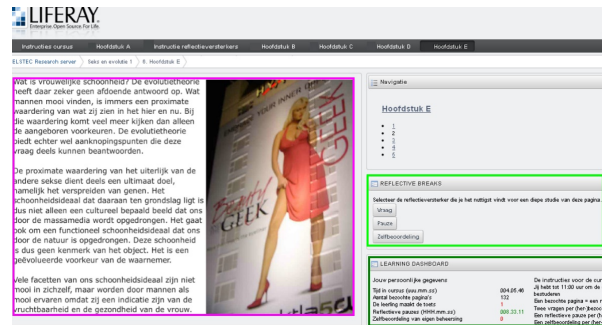 LIFERAY.
Enterprise. Open Source. For Life.
Instructies cursus
Hoofdstuk A
Instructie reflectieversterkers
Hoofdstuk B
Hoofdstuk C
Hoofdstuk D
Hoofdstuk E
ELSTEC Research server
Seks en evolutie 1
8. Hoofdstuk E
Wat is vrouwelijke schoonheid? De evolutietheorie
heeft daar zeker geen afdoende antwoord op. Wat
mannen mooi vinden, is immers een proximate
waardering van wat zij zien in het hier en nu. Bij
die waardering komt veel meer kijken dan alleen
de aangeboren voorkeuren. De evolutietheorie
biedt echter wel aanknopingspunten die deze
vraag deels kunnen beantwoorden.
De proximate waardering van het uiterlijk van de
andere sekse dient deels een ultimaat doel,
namelijk het verspreiden van genen. Het
schoonheidsideaal dat daaraan ten grondslag ligt is
dus niet alleen een cultureel bepaald beeld dat ons
door de massamedia wordt opgedrongen. Het gaat
ook om een functioneel schoonheidsideaal dat ons
door de natuur is opgedrongen. Deze schoonheid
is dus geen kenmerk van het object. Het is een
geëvolueerde voorkeur van de waarnemer.
Vele facetten van ons schoonheidsideaal zijn niet
mooi in zichzelf, maar worden door mannen als
mooi ervaren omdat zij een indicatie zijn van de
vruchtbaarheid en de gezondheid van de vrouw.
YOUR INNER
GEEK
Beauty
GEEK
Navigatie
Hoofdstuk E
1
2
3
4
5
REFLECTIVE BREAKS
Selecteer de reflectieversterker die je het nuttigst vindt voor een diepe studie van deze pagina.
Vraag
Pauze
Zelfbeoordeling
LEARNING DASHBOARD
Jouw persoonlijke gegevens
Tijd in cursus (uuu.mm.ss) 004.05.46
Aantal bezochte pagina's 132
De leerling maakt de toets 1
Reflectieve pauzes (HHH.mm.ss) 000.33.11
Zelfbeoordeling van eigen beheersing 0
De instructies voor de cur
Jij hebt tot 11:00 uur om de
bestuderen
Een bezochte pagina = een r
Twee vragen per (her-)bezoc
Een reflectieve pauze per (h
Een zelfbeoordeling per (her-